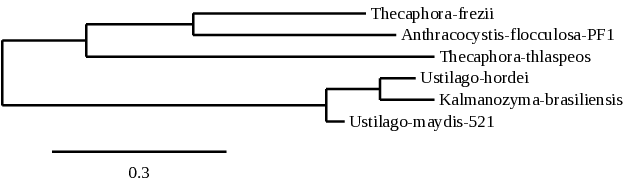 Thecaphora-frezii
Anthracocystis-flocculosa-PF1
Thecaphora-thlaspeos
Ustilago-hordei
Kalmanozyma-brasiliensis
Ustilago-maydis-521
0.3